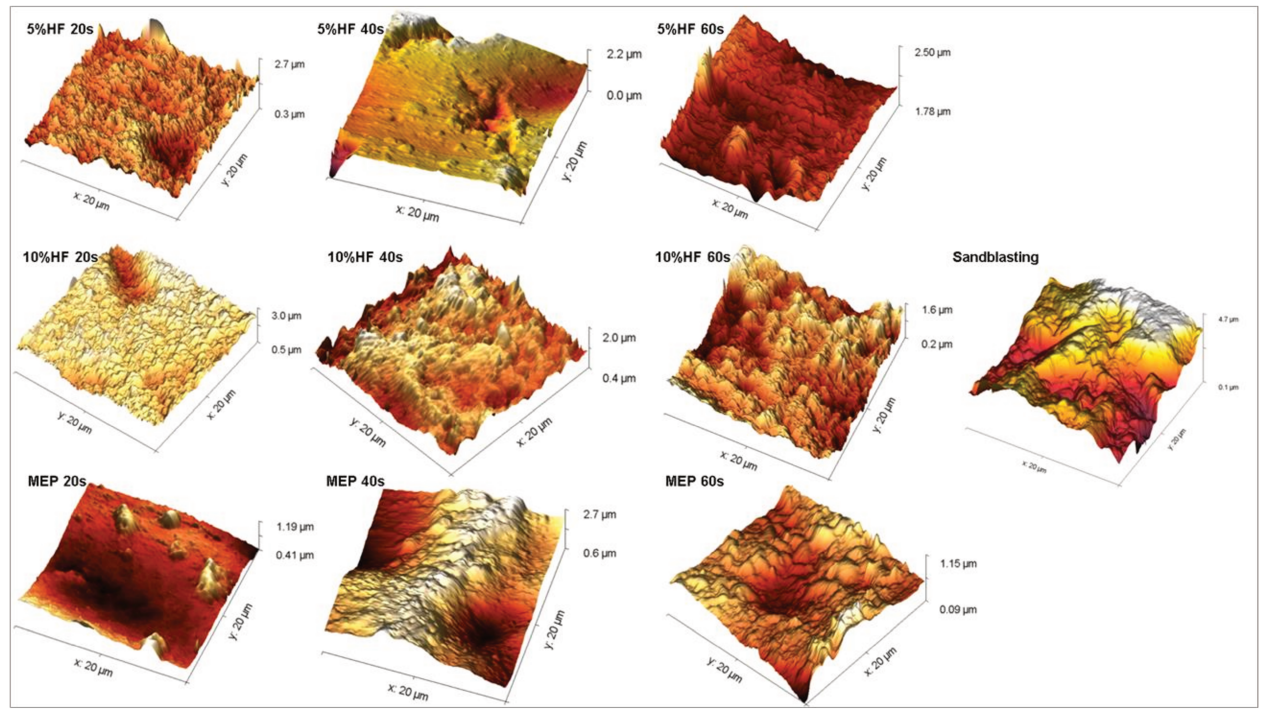 5%HF 20s
2.7 µm
0.3 µm
y: 20 µm
x: 20 µm
5%HF 40s
2.2 µm
0.0 µm
y: 20 µm
x: 20 µm
5%HF 60s
2.50 µm
1.78 µm
y: 20 µm
x: 20 µm
10%HF 20s
3.0 µm
0.5 µm
y: 20 µm
x: 20 µm
10%HF 40s
2.0 µm
0.4 µm
y: 20 µm
x: 20 µm
10%HF 60s
1.6 µm
0.2 µm
y: 20 µm
x: 20 µm
Sandblasting
4.7 µm
0.1 µm
y: 20 µm
x: 20 µm
MEP 20s
1.19 µm
0.41 µm
y: 20 µm
x: 20 µm
MEP 40s
2.7 µm
0.6 µm
y: 20 µm
x: 20 µm
MEP 60s
1.15 µm
0.09 µm
y: 20 µm
x: 20 µm